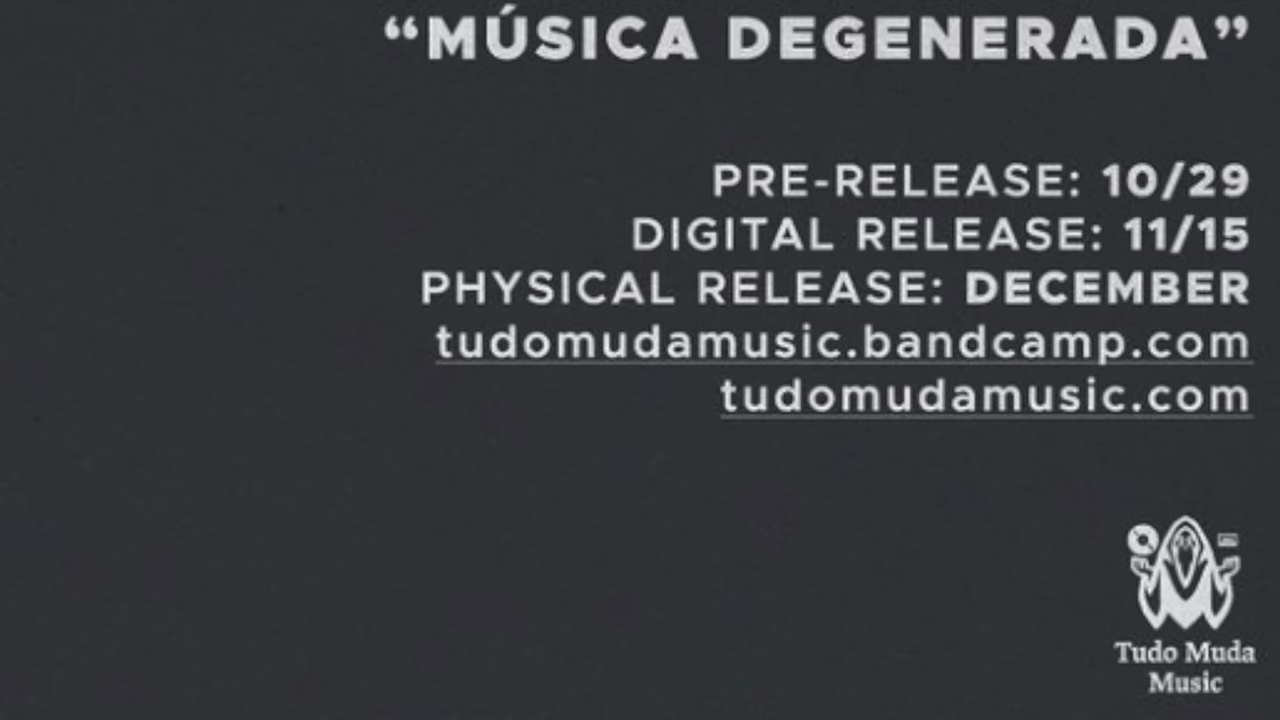 “MÚSICA DEGENERADA”
PRE-RELEASE: 10/29
DIGITAL RELEASE: 11/15
PHYSICAL RELEASE: DECEMBER
tudomudamusic.bandcamp.com
tudomudamusic.com
Tudo Muda
Music